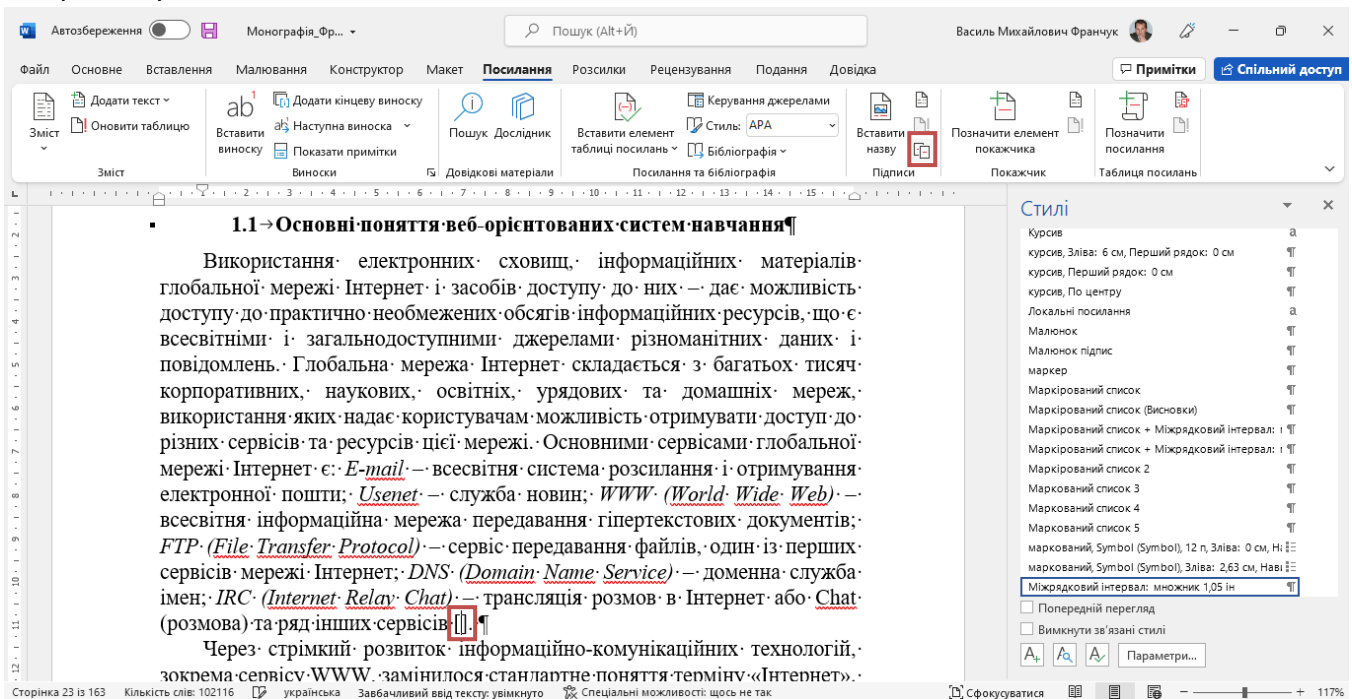 Автозбереження Монографія_Фр... Пошук (Alt+Й) Василь Михайлович Франчук
Файл Основне Вставлення Малювання Конструктор Макет Посилання Розсилки Рецензування Подання Довідка Примітки Спільний доступ
Зміст
Додати текст
Оновити таблицю
Зміст
ab1
Вставити виноску
Додати кінцеву виноску
Наступна виноска
Показати примітки
Виноски
Пошук Дослідник
Довідкові матеріали
Вставити елемент таблиці посилань
Керування джерелами
Стиль: APA
Бібліографія
Посилання та бібліографія
Вставити назву
Підписи
Позначити елемент покажчика
Покажчик
Позначити посилання
Таблиця посилань
1.1→Основні·поняття·веб-орієнтованих·систем·навчання¶
Використання· електронних· сховищ,· інформаційних· матеріалів·
глобальної· мережі· Інтернет· і· засобів· доступу· до· них· –· дає· можливість·
доступу·до·практично·необмежених·обсягів·інформаційних·ресурсів,·що·є·
всесвітніми· і· загальнодоступними· джерелами· різноманітних· даних· і·
повідомлень.· Глобальна· мережа· Інтернет· складається· з· багатьох· тисяч·
корпоративних,· наукових,· освітніх,· урядових· та· домашніх· мереж,·
використання·яких·надає·користувачам·можливість·отримувати·доступ·до·
різних·сервісів·та·ресурсів·цієї·мережі.·Основними·сервісами·глобальної·
мережі·Інтернет·є:·E-mail·–·всесвітня·система·розсилання·і·отримування·
електронної· пошти;· Usenet· –· служба· новин;· WWW· (World· Wide· Web)· –·
всесвітня· інформаційна· мережа· передавання· гіпертекстових· документів;·
FTP·(File·Transfer·Protocol)·–·сервіс·передавання·файлів,·один·із·перших·
сервісів·мережі·Інтернет;·DNS·(Domain·Name·Service)·–·доменна·служба·
імен;·IRC·(Internet·Relay·Chat)·–·трансляція·розмов·в·Інтернет·або·Chat·
(розмова)·та·ряд·інших·сервісів·[].·¶
Через· стрімкий· розвиток· інформаційно-комунікаційних· технологій,·
зокрема·сервісу·WWW,·замінилося·стандартне·поняття·терміну·«Інтернет»,·
Стилі
Курсив a
курсив, Зліва: 6 см, Перший рядок: 0 см ¶
курсив, Перший рядок: 0 см ¶
курсив, По центру ¶
Локальні посилання a
Малюнок ¶
Малюнок підпис ¶
маркер ¶
Маркірований список ¶
Маркірований список (Висновки) ¶
Маркірований список + Міжрядковий інтервал: ¶
Маркірований список + Міжрядковий інтервал: ¶
Маркірований список 2 ¶
Маркований список 3 ¶
Маркований список 4 ¶
Маркований список 5 ¶
маркований, Symbol (Symbol), 12 п, Зліва: 0 см,
маркований, Symbol (Symbol), Зліва: 2,63 см,
Міжрядковий інтервал: множник 1,05 ін ¶
Попередній перегляд
Вимкнути зв'язані стилі
Параметри...
Сторінка 23 із 163 Кількість слів: 102116 українська Завбачливий ввід тексту: увімкнуто Спеціальні можливості: щось не так Сфокусуватися 117%